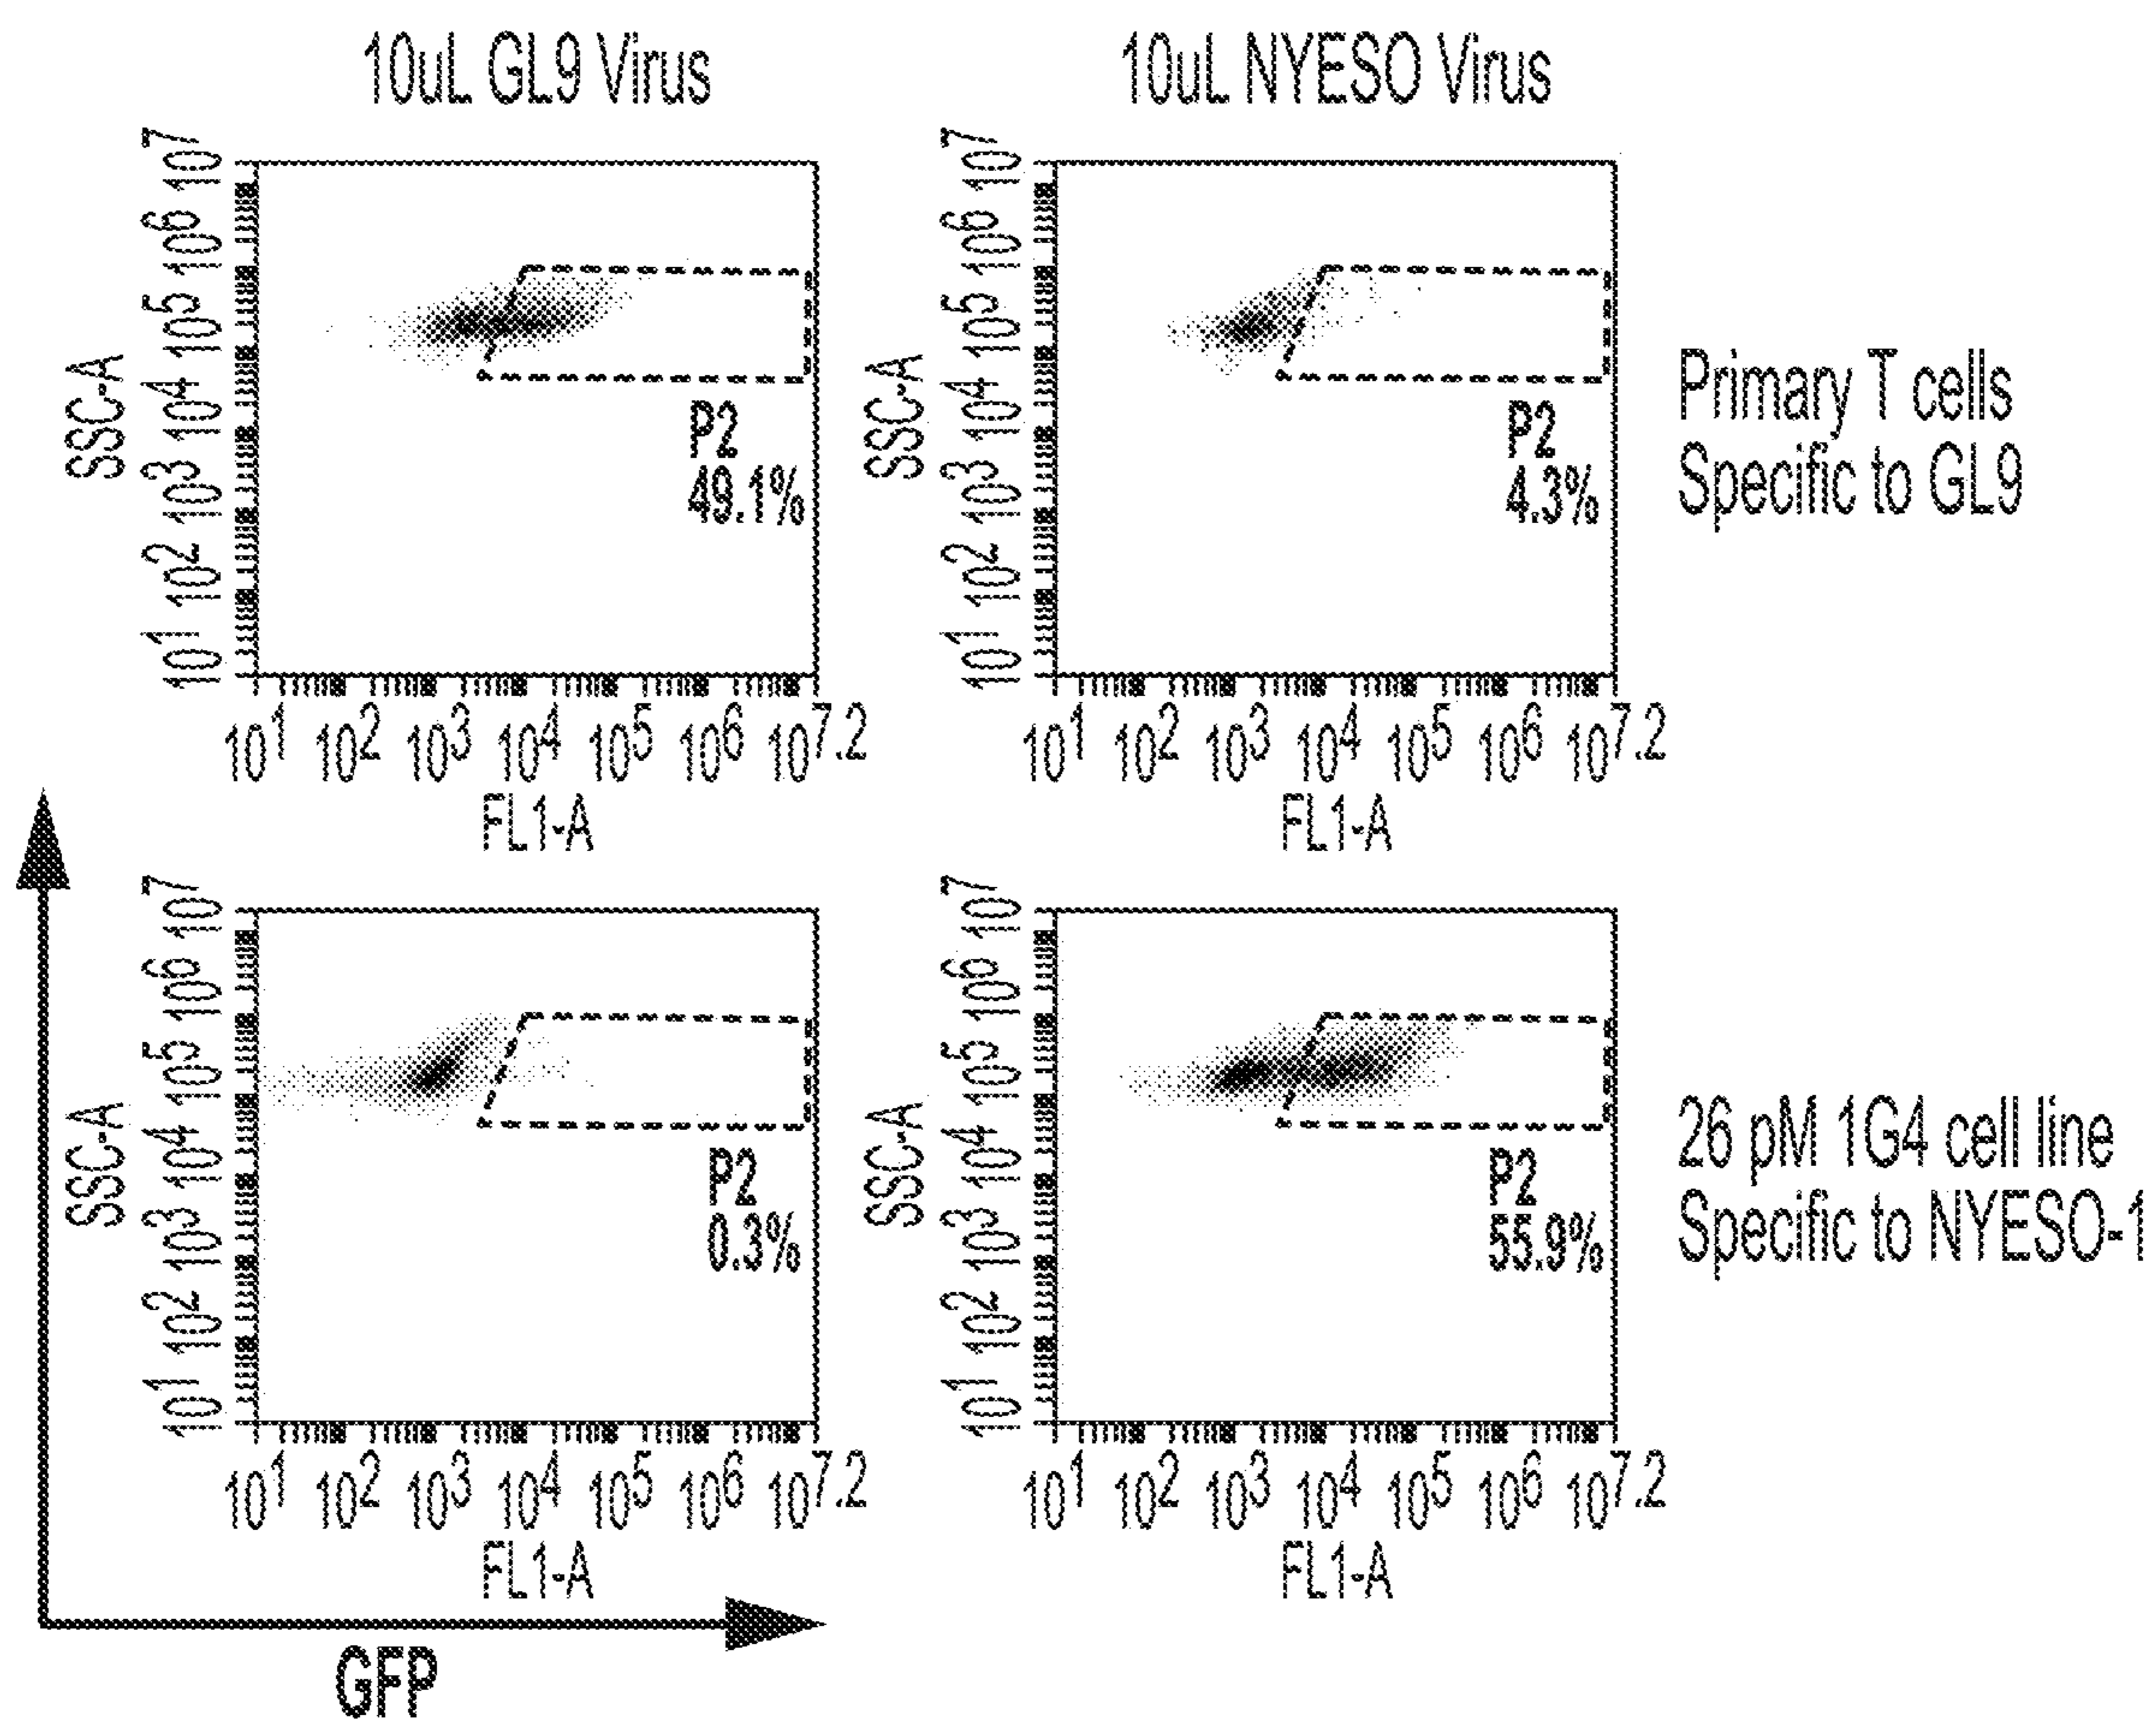 10uL GL9 Virus
10uL NYESO Virus
SSC-A
10^1 10^2 10^3 10^4 10^5 10^6 10^7
P2
49.1%
10^1 10^2 10^3 10^4 10^5 10^6 10^7.2
FL1-A
SSC-A
10^1 10^2 10^3 10^4 10^5 10^6 10^7
P2
4.3%
10^1 10^2 10^3 10^4 10^5 10^6 10^7.2
FL1-A
Primary T cells
Specific to GL9
SSC-A
10^1 10^2 10^3 10^4 10^5 10^6 10^7
P2
0.3%
10^1 10^2 10^3 10^4 10^5 10^6 10^7.2
FL1-A
SSC-A
10^1 10^2 10^3 10^4 10^5 10^6 10^7
P2
55.9%
10^1 10^2 10^3 10^4 10^5 10^6 10^7.2
FL1-A
26 pM 1G4 cell line
Specific to NYESO-1
GFP